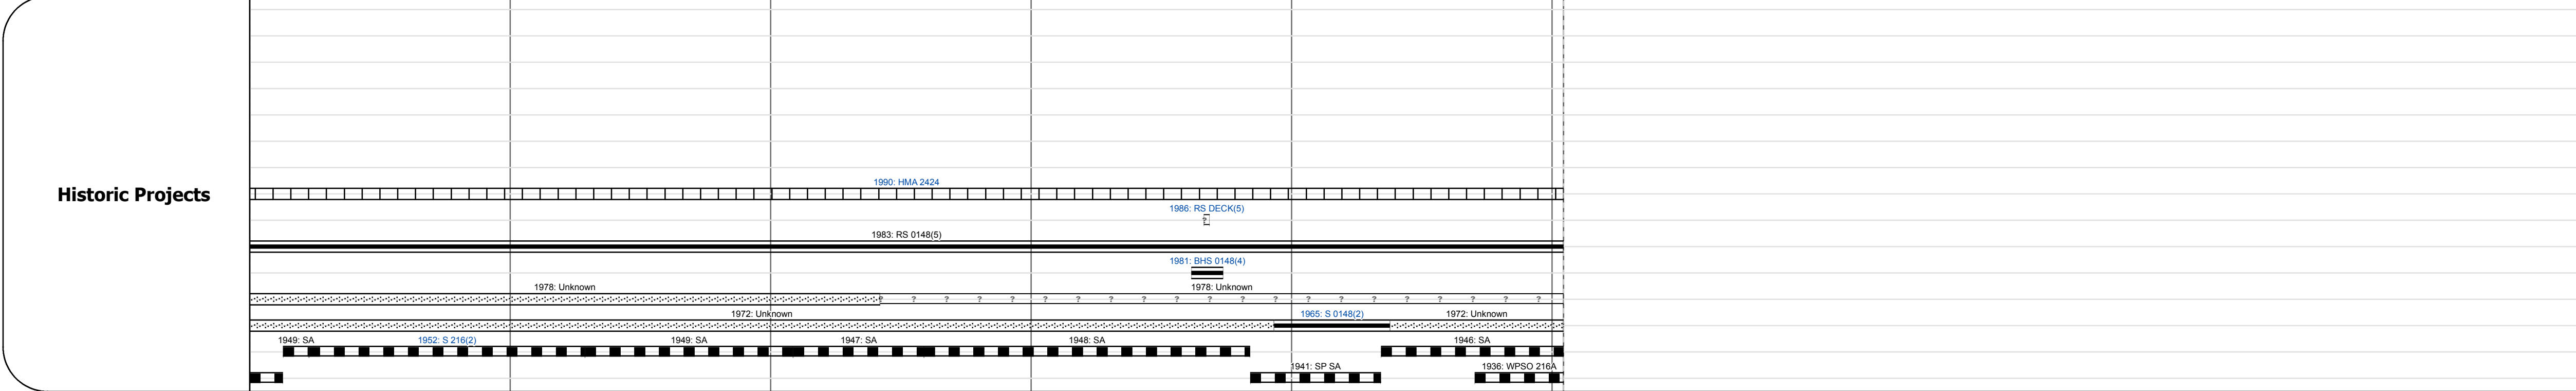 1990: HMA 2424
1986: RS DECK(5)
?
Historic Projects
1983: RS 0148(5)
1981: BHS 0148(4)
1978: Unknown
1978: Unknown
? ? ? ? ? ? ? ? ? ? ? ? ? ? ? ? ? ? ? ? ?
1972: Unknown
1965: S 0148(2)
1972: Unknown
1949: SA
1952: S 216(2)
1949: SA
1947: SA
1948: SA
1946: SA
1941: SP SA
1936: WPSO 216A